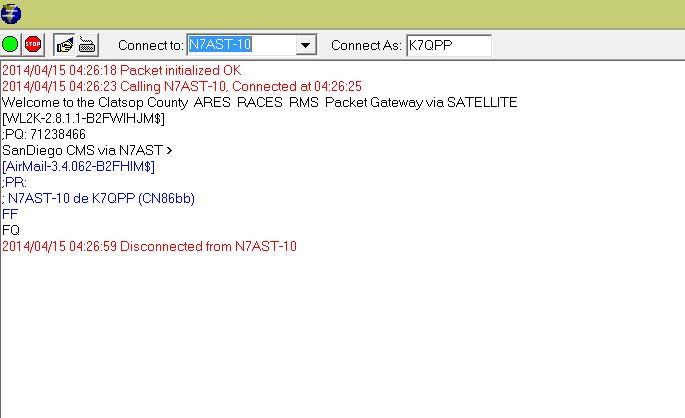 STOP
Connect to: N7AST-10 Connect As: K7QPP
2014/04/15 04:26:18 Packet initialized OK
2014/04/15 04:26:23 Calling N7AST-10, Connected at 04:26:25
Welcome to the Clatsop County ARES RACES RMS Packet Gateway via SATELLITE
[WL2K-2.8.1.1-B2FWIHJM$]
;PQ: 71238466
SanDiego CMS via N7AST >
[AirMail-3.4.062-B2FHIM$]
;PR:
; N7AST-10 de K7QPP (CN86bb)
FF
FQ
2014/04/15 04:26:59 Disconnected from N7AST-10